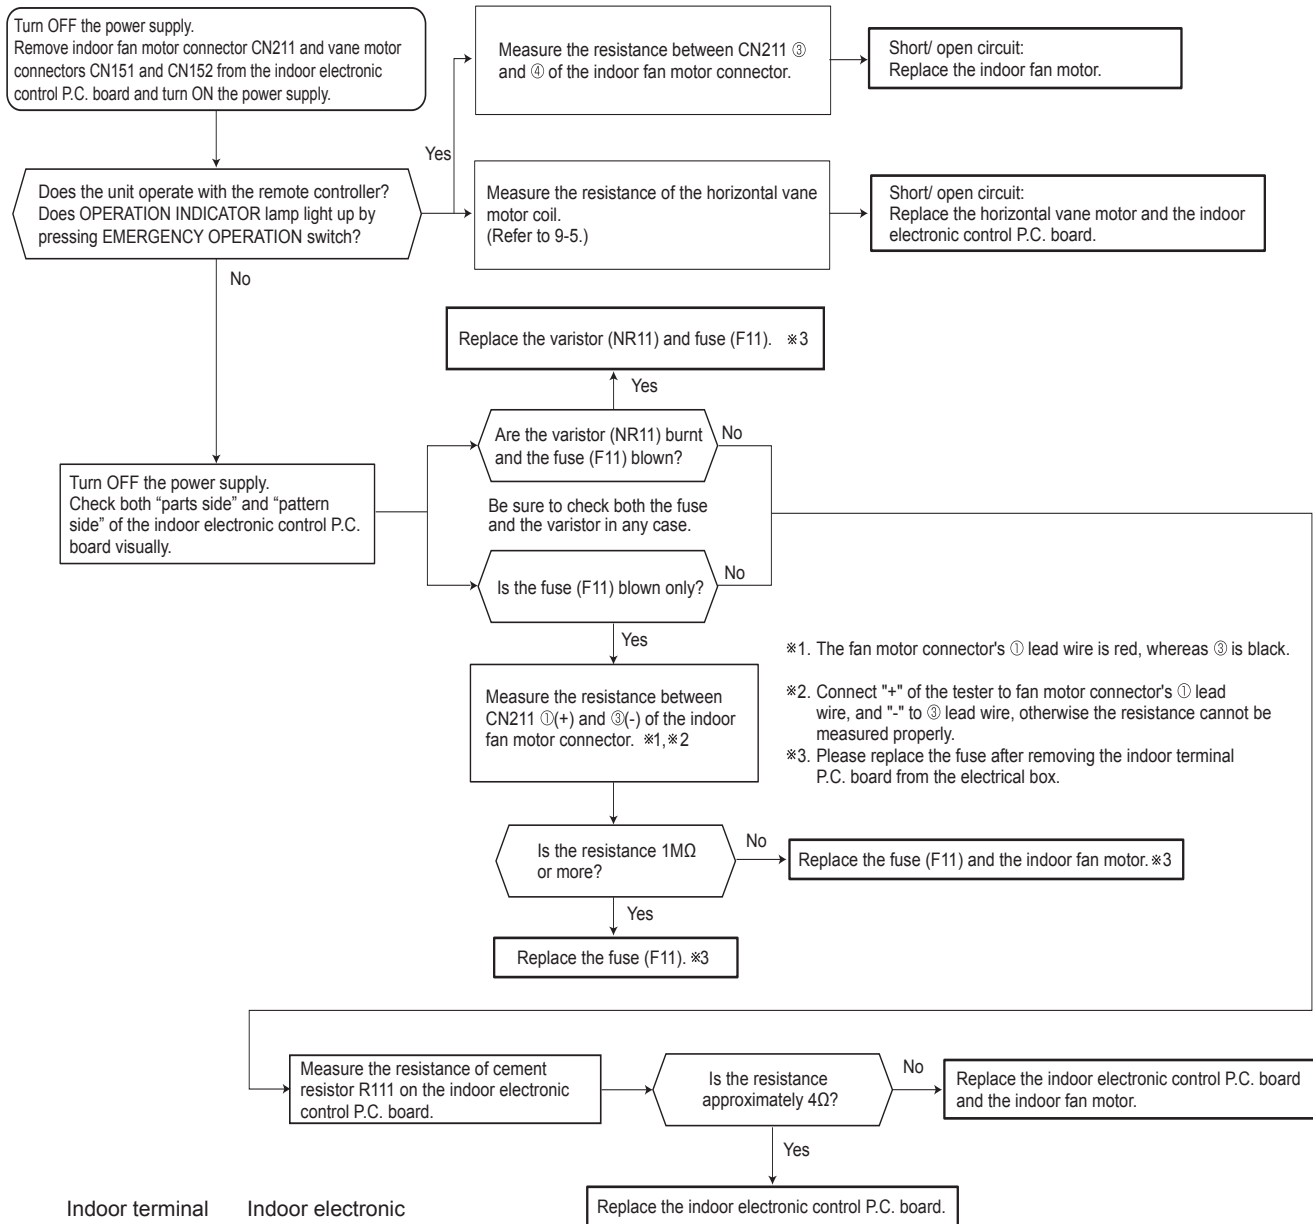 Turn OFF the power supply.
Remove indoor fan motor connector CN211 and vane motor
connectors CN151 and CN152 from the indoor electronic
control P.C. board and turn ON the power supply.
Measure the resistance between CN211 ③
and ④ of the indoor fan motor connector.
Short/ open circuit:
Replace the indoor fan motor.
Yes
Does the unit operate with the remote controller?
Does OPERATION INDICATOR lamp light up by
pressing EMERGENCY OPERATION switch?
Measure the resistance of the horizontal vane
motor coil.
(Refer to 9-5.)
Short/ open circuit:
Replace the horizontal vane motor and the indoor
electronic control P.C. board.
No
Replace the varistor (NR11) and fuse (F11). ※3
Yes
Are the varistor (NR11) burnt
and the fuse (F11) blown?
No
Turn OFF the power supply.
Check both “parts side” and “pattern
side” of the indoor electronic control P.C.
board visually.
Be sure to check both the fuse
and the varistor in any case.
Is the fuse (F11) blown only?
No
Yes
※1. The fan motor connector's ① lead wire is red, whereas ③ is black.
※2. Connect "+" of the tester to fan motor connector's ① lead
wire, and "-" to ③ lead wire, otherwise the resistance cannot be
measured properly.
※3. Please replace the fuse after removing the indoor terminal
P.C. board from the electrical box.
Measure the resistance between
CN211 ①(+) and ③(-) of the indoor
fan motor connector. ※1,※2
Is the resistance 1MΩ
or more?
No
Replace the fuse (F11) and the indoor fan motor.※3
Yes
Replace the fuse (F11). ※3
Measure the resistance of cement
resistor R111 on the indoor electronic
control P.C. board.
Is the resistance
approximately 4Ω?
No
Replace the indoor electronic control P.C. board
and the indoor fan motor.
Yes
Replace the indoor electronic control P.C. board.
Indoor terminal
Indoor electronic